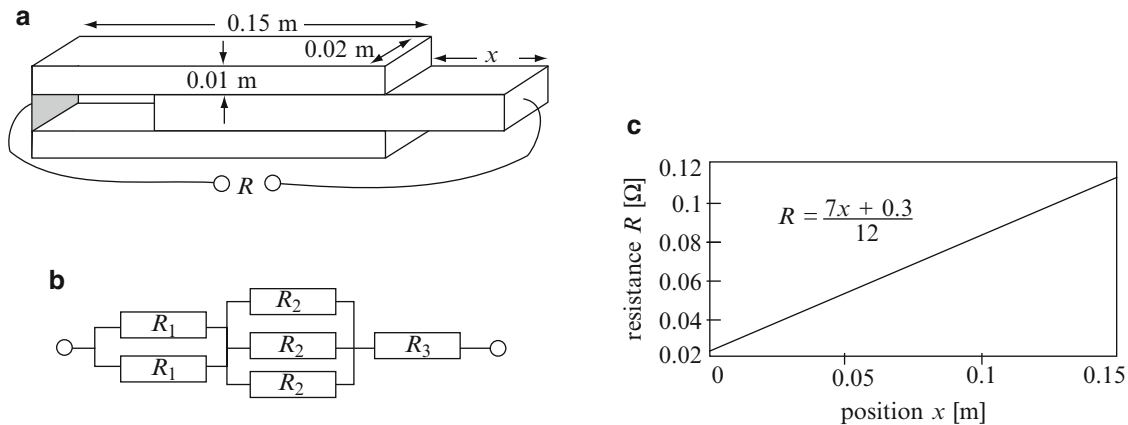 a
0.15 m
0.02 m
x
0.01 m
R
b
R₁
R₁
R₂
R₂
R₂
R₃
c
resistance R [Ω]
0.12
0.1
0.08
0.06
0.04
0.02
R = 7x + 0.3
12
0
0.05
0.1
0.15
position x [m]